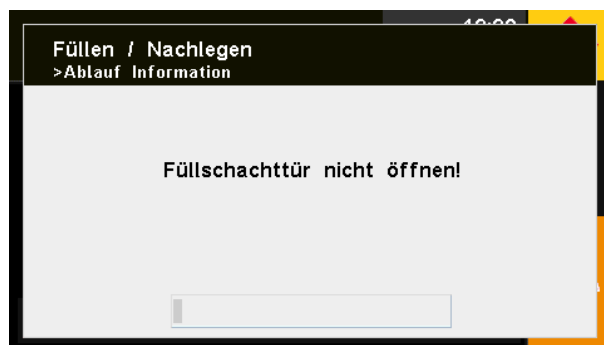 Füllen / Nachlegen
>Ablauf Information
Füllschachttür nicht öffnen!